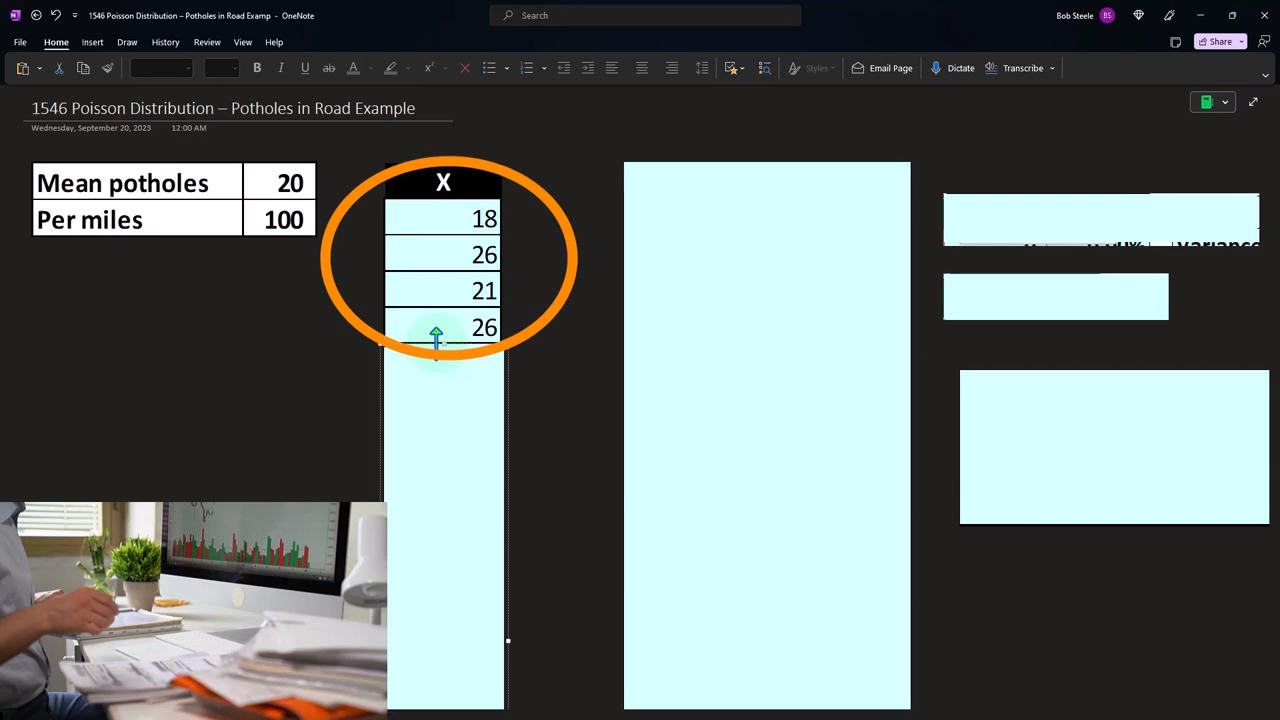 1546 Poisson Distribution – Potholes in Road Examp - OneNote
Search
Bob Steele
BS
File
Home
Insert
Draw
History
Review
View
Help
Share
Styles
Email Page
Dictate
Transcribe
1546 Poisson Distribution – Potholes in Road Example
Wednesday, September 20, 2023
12:00 AM
Mean potholes 20
Per miles 100
X
18
26
21
26